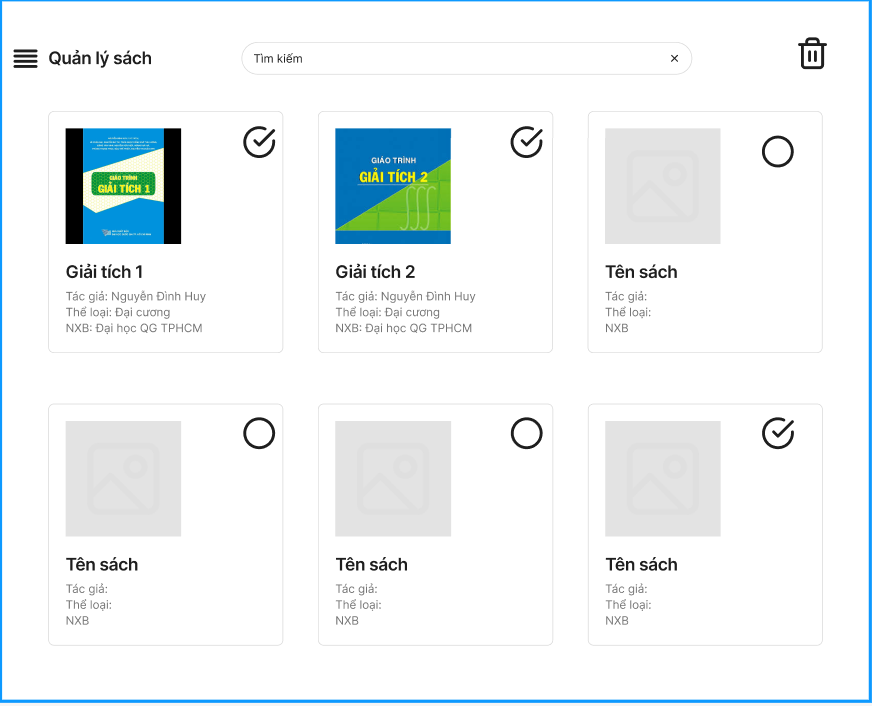 Quản lý sách
Tìm kiếm
GIÁO TRÌNH
GIẢI TÍCH 1
GIÁO TRÌNH
GIẢI TÍCH 2
Giải tích 1
Tác giả: Nguyễn Đình Huy
Thể loại: Đại cương
NXB: Đại học QG TPHCM
Giải tích 2
Tác giả: Nguyễn Đình Huy
Thể loại: Đại cương
NXB: Đại học QG TPHCM
Tên sách
Tác giả:
Thể loại:
NXB
Tên sách
Tác giả:
Thể loại:
NXB
Tên sách
Tác giả:
Thể loại:
NXB
Tên sách
Tác giả:
Thể loại:
NXB